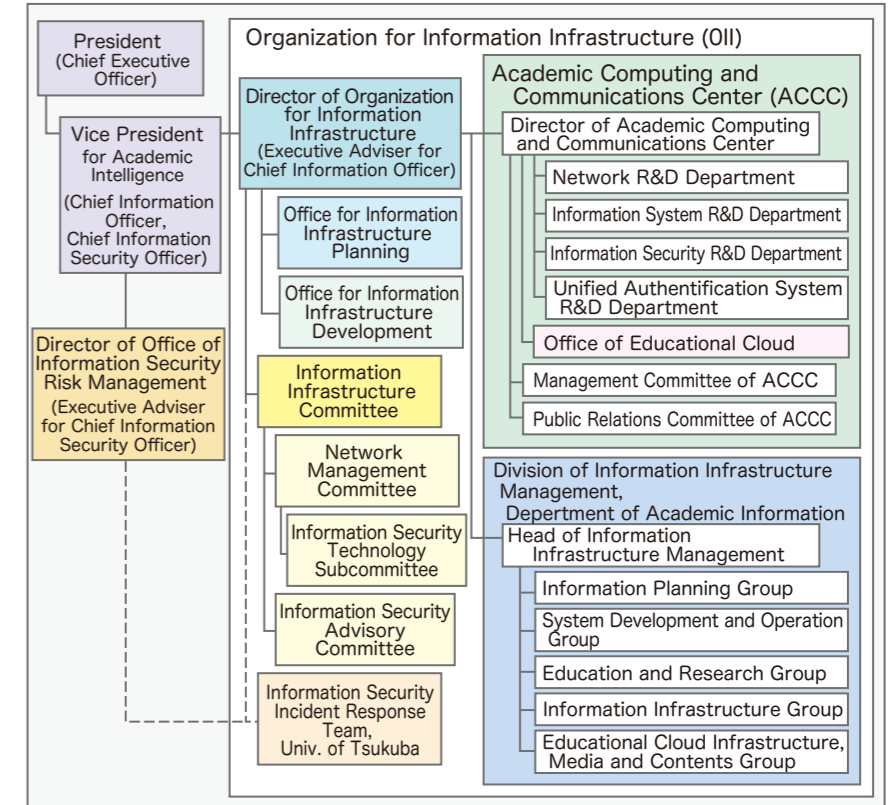 President
(Chief Executive
Officer)
Vice President
for Academic
Intelligence
(Chief Information
Officer,
Chief Information
Security Officer)
Director of Office of
Information Security
Risk Management
(Executive Adviser
for Chief Information
Security Officer)
Organization for Information Infrastructure (0II)
Director of Organization
for Information
Infrastructure
(Executive Adviser for
Chief Information Officer)
Office for Information
Infrastructure
Planning
Office for Information
Infrastructure
Development
Information
Infrastructure
Committee
Network
Management
Committee
Information Security
Technology
Subcommittee
Information Security
Advisory
Committee
Information Security
Incident Response
Team,
Univ. of Tsukuba
Academic Computing and
Communications Center (ACCC)
Director of Academic Computing
and Communications Center
Network R&D Department
Information System R&D Department
Information Security R&D Department
Unified Authentification System
R&D Department
Office of Educational Cloud
Management Committee of ACCC
Public Relations Committee of ACCC
Division of Information Infrastructure
Management,
Department of Academic Information
Head of Information
Infrastructure Management
Information Planning Group
System Development and Operation
Group
Education and Research Group
Information Infrastructure Group
Educational Cloud Infrastructure,
Media and Contents Group